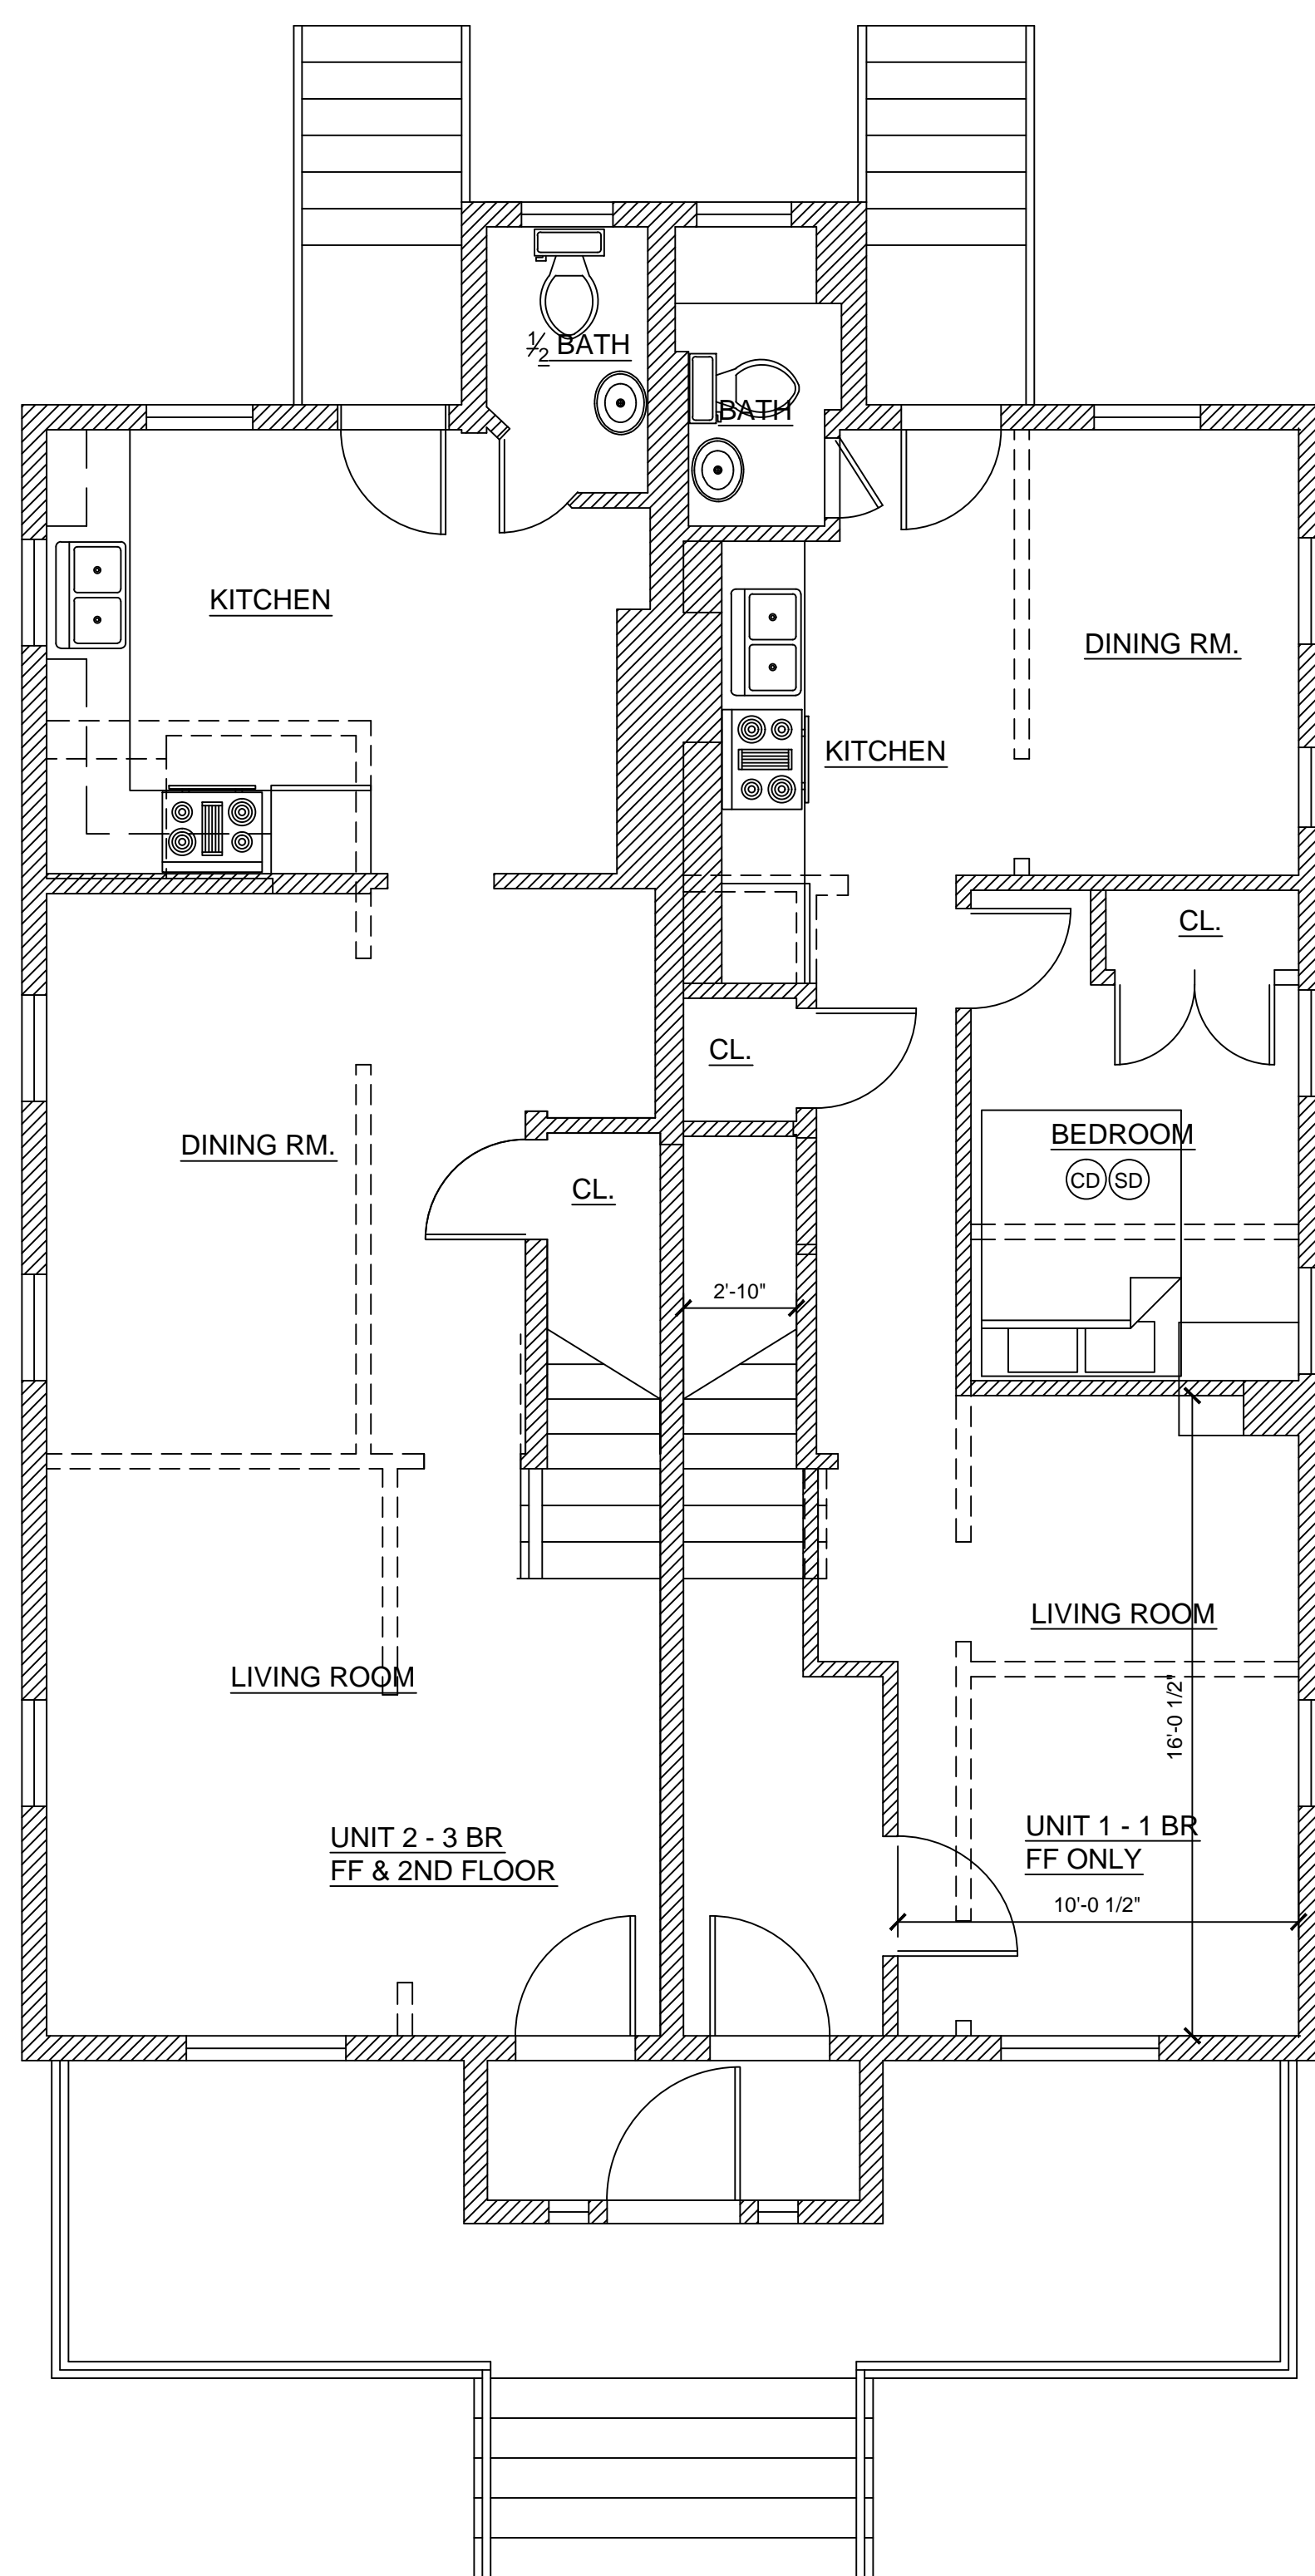 ½ BATH
BATH
KITCHEN
DINING RM.
KITCHEN
CL.
CL.
BEDROOM
DINING RM.
CD SD
CL.
2'-10"
LIVING ROOM
LIVING ROOM
16'-0 1/2"
UNIT 2 - 3 BR
FF & 2ND FLOOR
UNIT 1 - 1 BR
FF ONLY
10'-0 1/2"